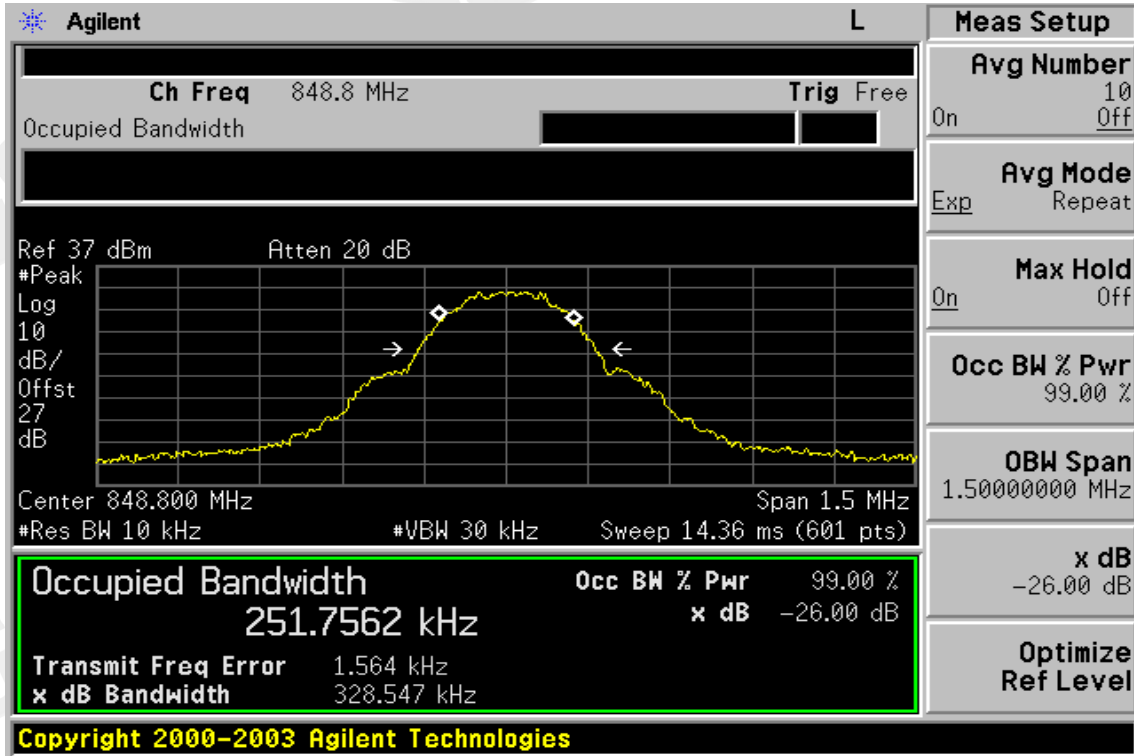 Agilent
L
Ch Freq 848.8 MHz Trig Free
Occupied Bandwidth
Ref 37 dBm Atten 20 dB
#Peak
Log
10
dB/
Offst
27
dB
Center 848.800 MHz Span 1.5 MHz
#Res BW 10 kHz #VBW 30 kHz Sweep 14.36 ms (601 pts)
Occupied Bandwidth
251.7562 kHz
Occ BW % Pwr 99.00 %
x dB -26.00 dB
Transmit Freq Error 1.564 kHz
x dB Bandwidth 328.547 kHz
Copyright 2000-2003 Agilent Technologies
Meas Setup
Avg Number
10
On Off
Avg Mode
Exp Repeat
Max Hold
On Off
Occ BW % Pwr
99.00 %
OBW Span
1.50000000 MHz
x dB
-26.00 dB
Optimize
Ref Level